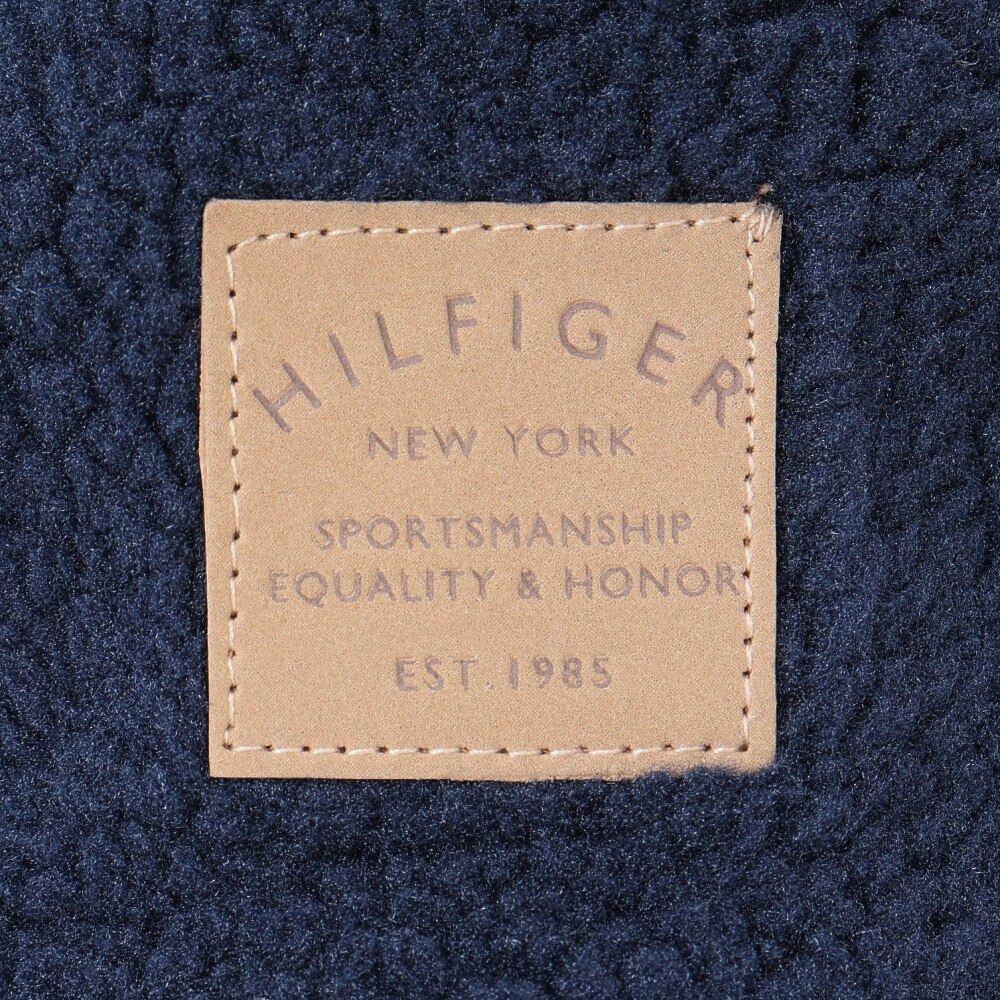 HILFIGER
NEW YORK
SPORTSMANSHIP
EQUALITY & HONOR
EST.1985